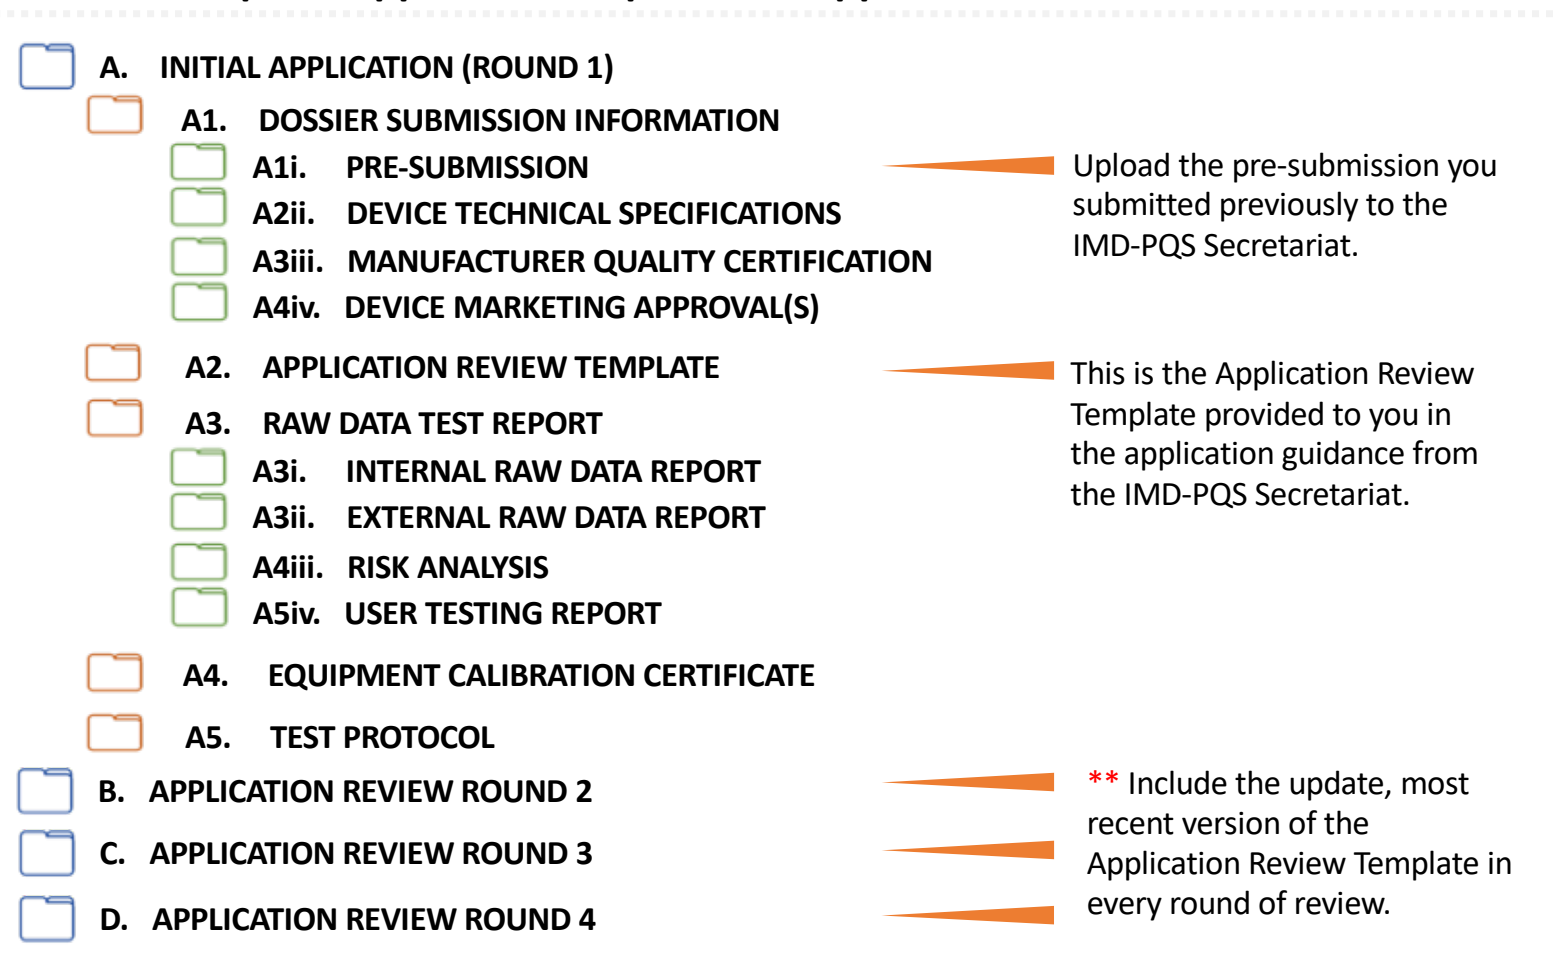 A. INITIAL APPLICATION (ROUND 1)
A1. DOSSIER SUBMISSION INFORMATION
A1i. PRE-SUBMISSION
A2ii. DEVICE TECHNICAL SPECIFICATIONS
A3iii. MANUFACTURER QUALITY CERTIFICATION
A4iv. DEVICE MARKETING APPROVAL(S)
Upload the pre-submission you
submitted previously to the
IMD-PQS Secretariat.
A2. APPLICATION REVIEW TEMPLATE
A3. RAW DATA TEST REPORT
A3i. INTERNAL RAW DATA REPORT
A3ii. EXTERNAL RAW DATA REPORT
A4iii. RISK ANALYSIS
A5iv. USER TESTING REPORT
This is the Application Review
Template provided to you in
the application guidance from
the IMD-PQS Secretariat.
A4. EQUIPMENT CALIBRATION CERTIFICATE
A5. TEST PROTOCOL
B. APPLICATION REVIEW ROUND 2
C. APPLICATION REVIEW ROUND 3
D. APPLICATION REVIEW ROUND 4
** Include the update, most
recent version of the
Application Review Template in
every round of review.